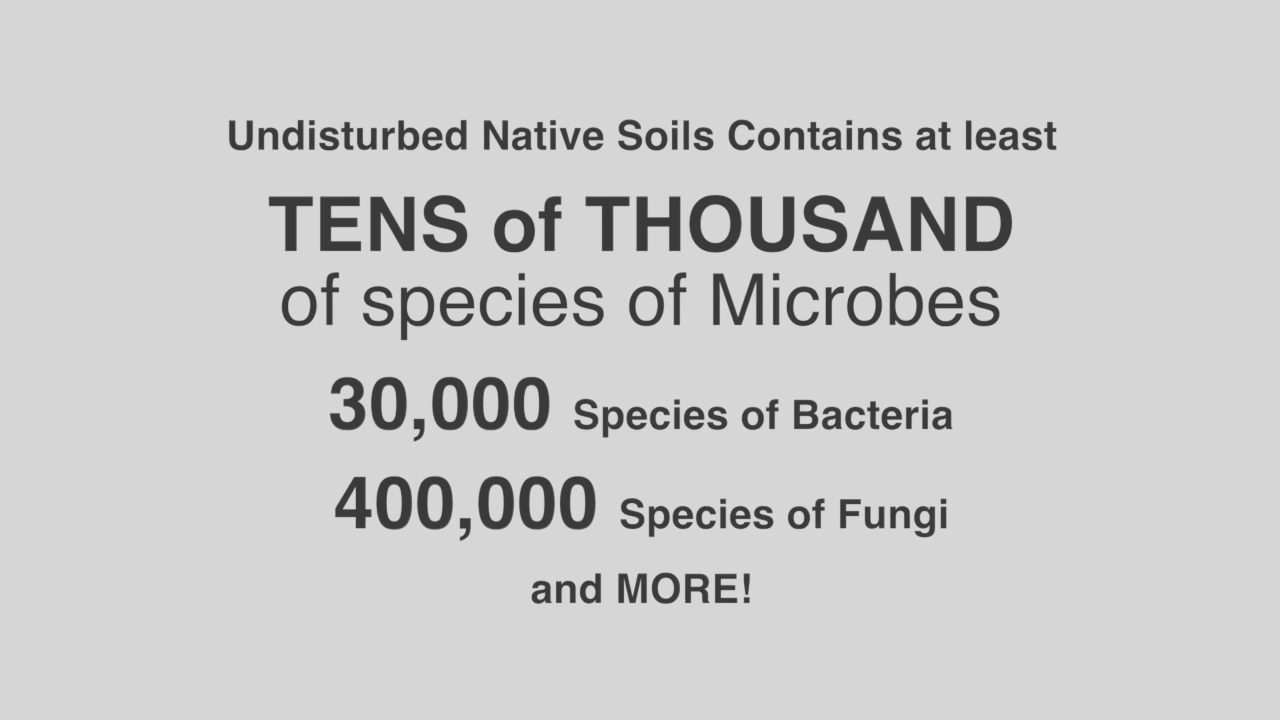 Undisturbed Native Soils Contains at least
TENS of THOUSAND
of species of Microbes
30,000 Species of Bacteria
400,000 Species of Fungi
and MORE!